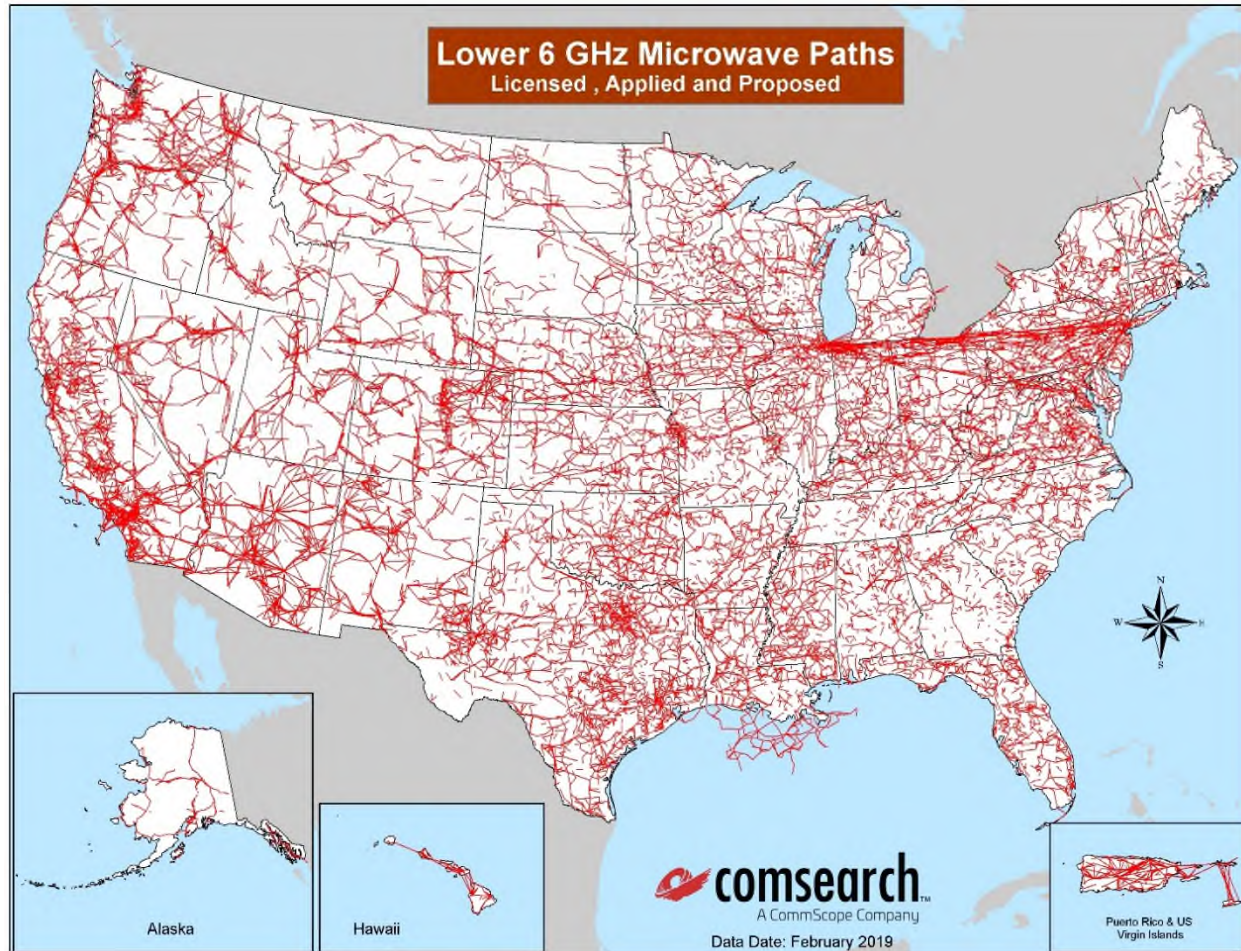 Lower 6 GHz Microwave Paths
Licensed , Applied and Proposed
N
W
E
S
Alaska
Hawaii
comsearch™
A CommScope Company
Data Date: February 2019
Puerto Rico & US
Virgin Islands